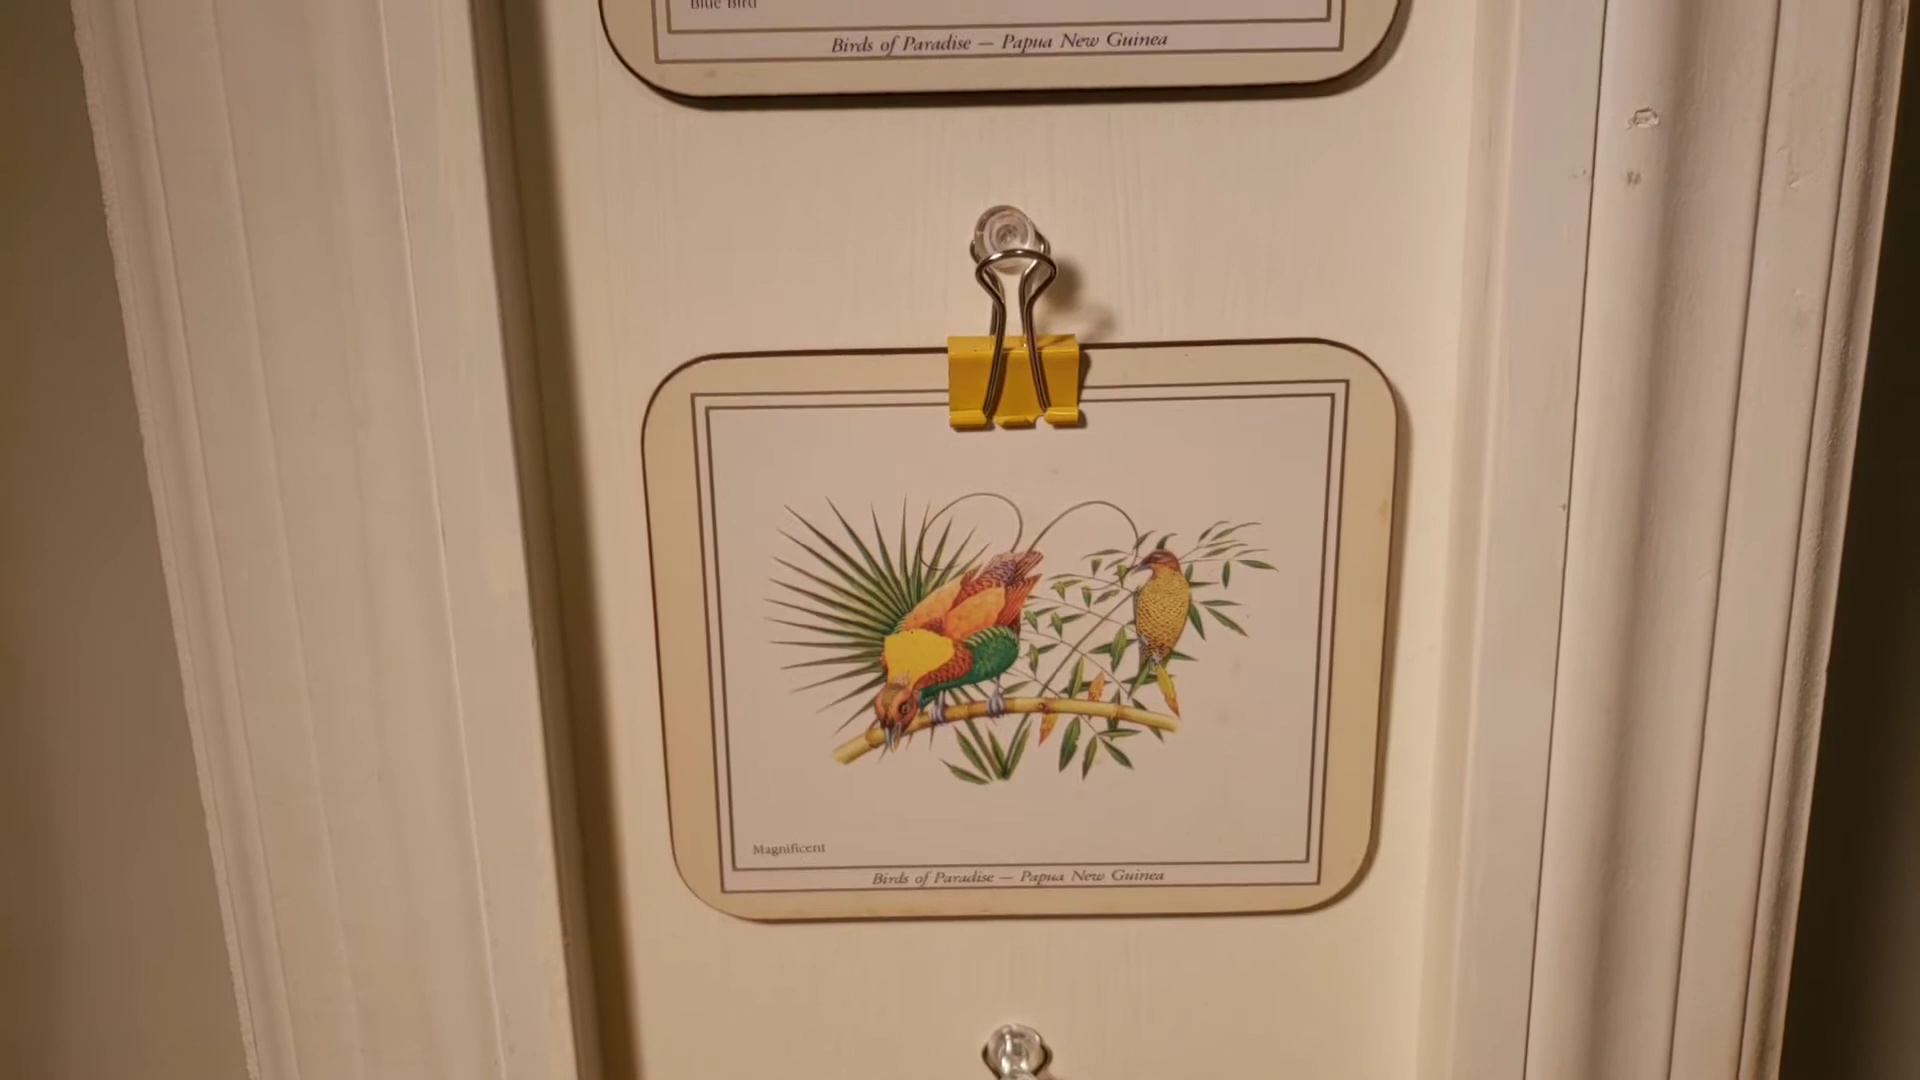 Blue Bird
Birds of Paradise — Papua New Guinea
Magnificent
Birds of Paradise — Papua New Guinea